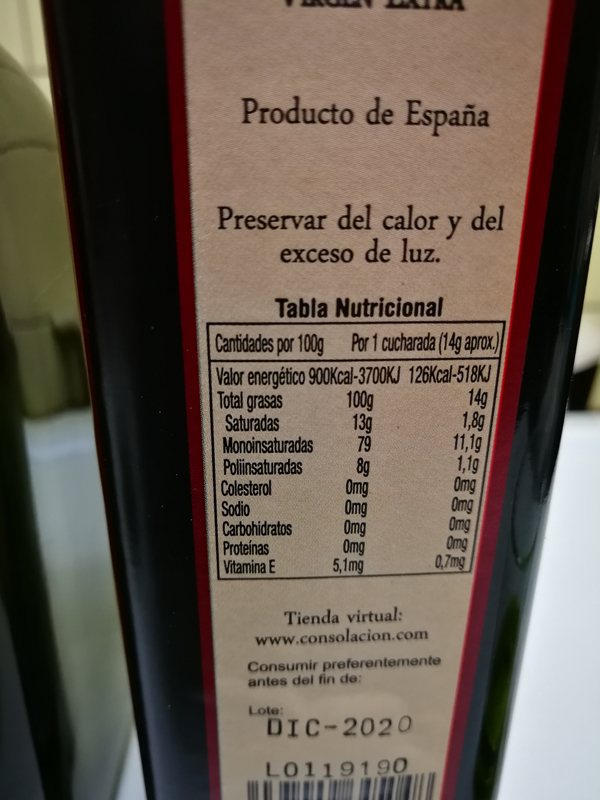 VIRGEN EXTRA
Producto de España
Preservar del calor y del
exceso de luz.
Tabla Nutricional
Cantidades por 100g Por 1 cucharada (14g aprox.)
Valor energético 900Kcal-3700KJ 126Kcal-518KJ
Total grasas 100g 14g
Saturadas 13g 1,8g
Monoinsaturadas 79 11,1g
Poliinsaturadas 8g 1,1g
Colesterol 0mg 0mg
Sodio 0mg 0mg
Carbohidratos 0mg 0mg
Proteínas 0mg 0mg
Vitamina E 5,1mg 0,7mg
Tienda virtual:
www.consolacion.com
Consumir preferentemente
antes del fin de:
Lote:
DIC-2020
L0119190